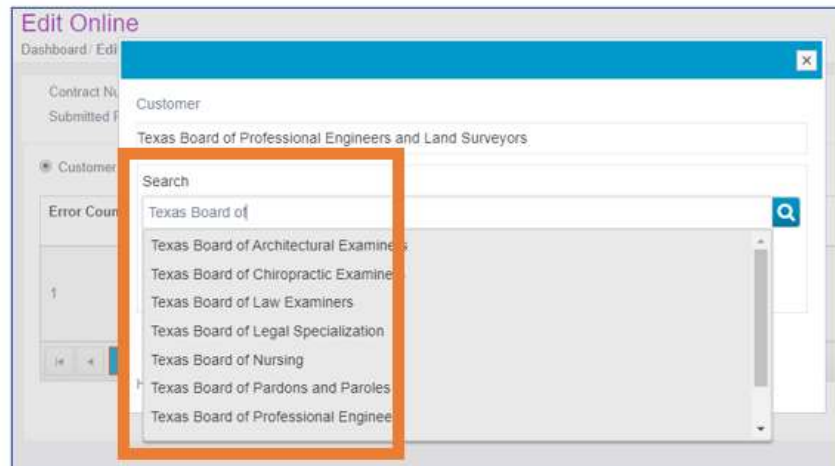 Edit Online
Dashboard/ Edi
Contract Nu
Submitted
Customer
Texas Board of Professional Engineers and Land Surveyors
Customer
Search
Error Coun
Texas Board of
Texas Board of Architectural Examiners
Texas Board of Chiropractic Examine
1
Texas Board of Law Examiners
Texas Board of Legal Specialization
Texas Board of Nursing
Texas Board of Pardons and Paroles
Texas Board of Professional Enginee